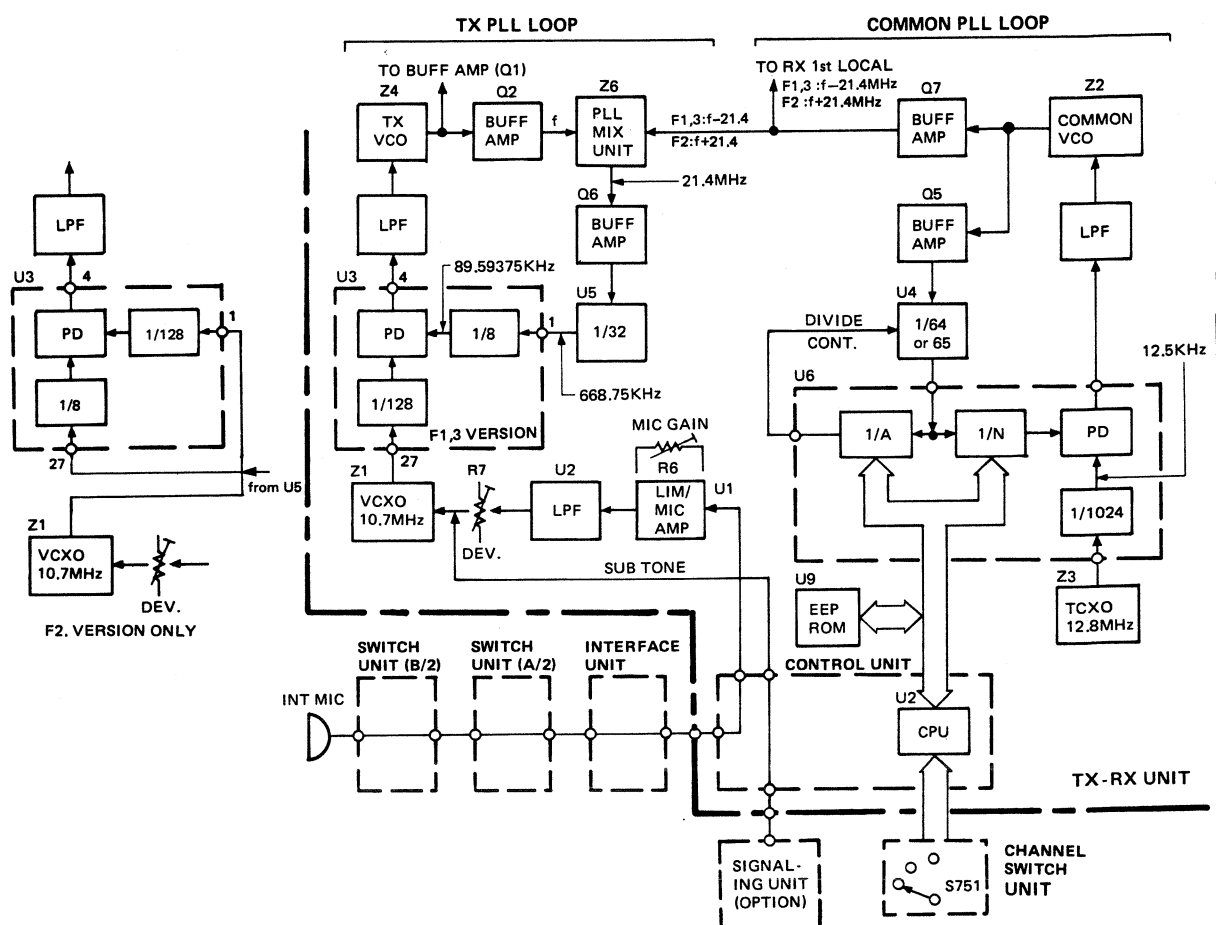 TX PLL LOOP
COMMON PLL LOOP
TO BUFF AMP (Q1)
Z4
TX
VCO
Q2
BUFF
AMP
f
Z6
PLL
MIX
UNIT
F1,3:f-21.4
F2:f+21.4
TO RX 1st LOCAL
F1,3 :f-21.4MHz
F2 :f+21.4MHz
Q7
BUFF
AMP
Z2
COMMON
VCO
21.4MHz
LPF
LPF
Q6
BUFF
AMP
Q5
BUFF
AMP
LPF
U3
4
PD
1/128
1
1/8
27
from U5
Z1
VCXO
10.7MHz
DEV.
F2. VERSION ONLY
89.59375KHz
U3
4
PD
1/8
1
1/128
F1,3 VERSION
27
U5
1/32
668.75KHz
DIVIDE
CONT.
U4
1/64
or 65
12.5KHz
U6
1/A
1/N
PD
1/1024
Z3
TCXO
12.8MHz
Z1
VCXO
10.7MHz
R7
DEV.
U2
LPF
MIC GAIN
R6
LIM/
MIC
AMP
U1
SUB TONE
U9
EEP
ROM
CONTROL UNIT
U2
CPU
TX-RX UNIT
INT MIC
SWITCH
UNIT (B/2)
SWITCH
UNIT (A/2)
INTERFACE
UNIT
SIGNAL-
ING UNIT
(OPTION)
S751
CHANNEL
SWITCH
UNIT